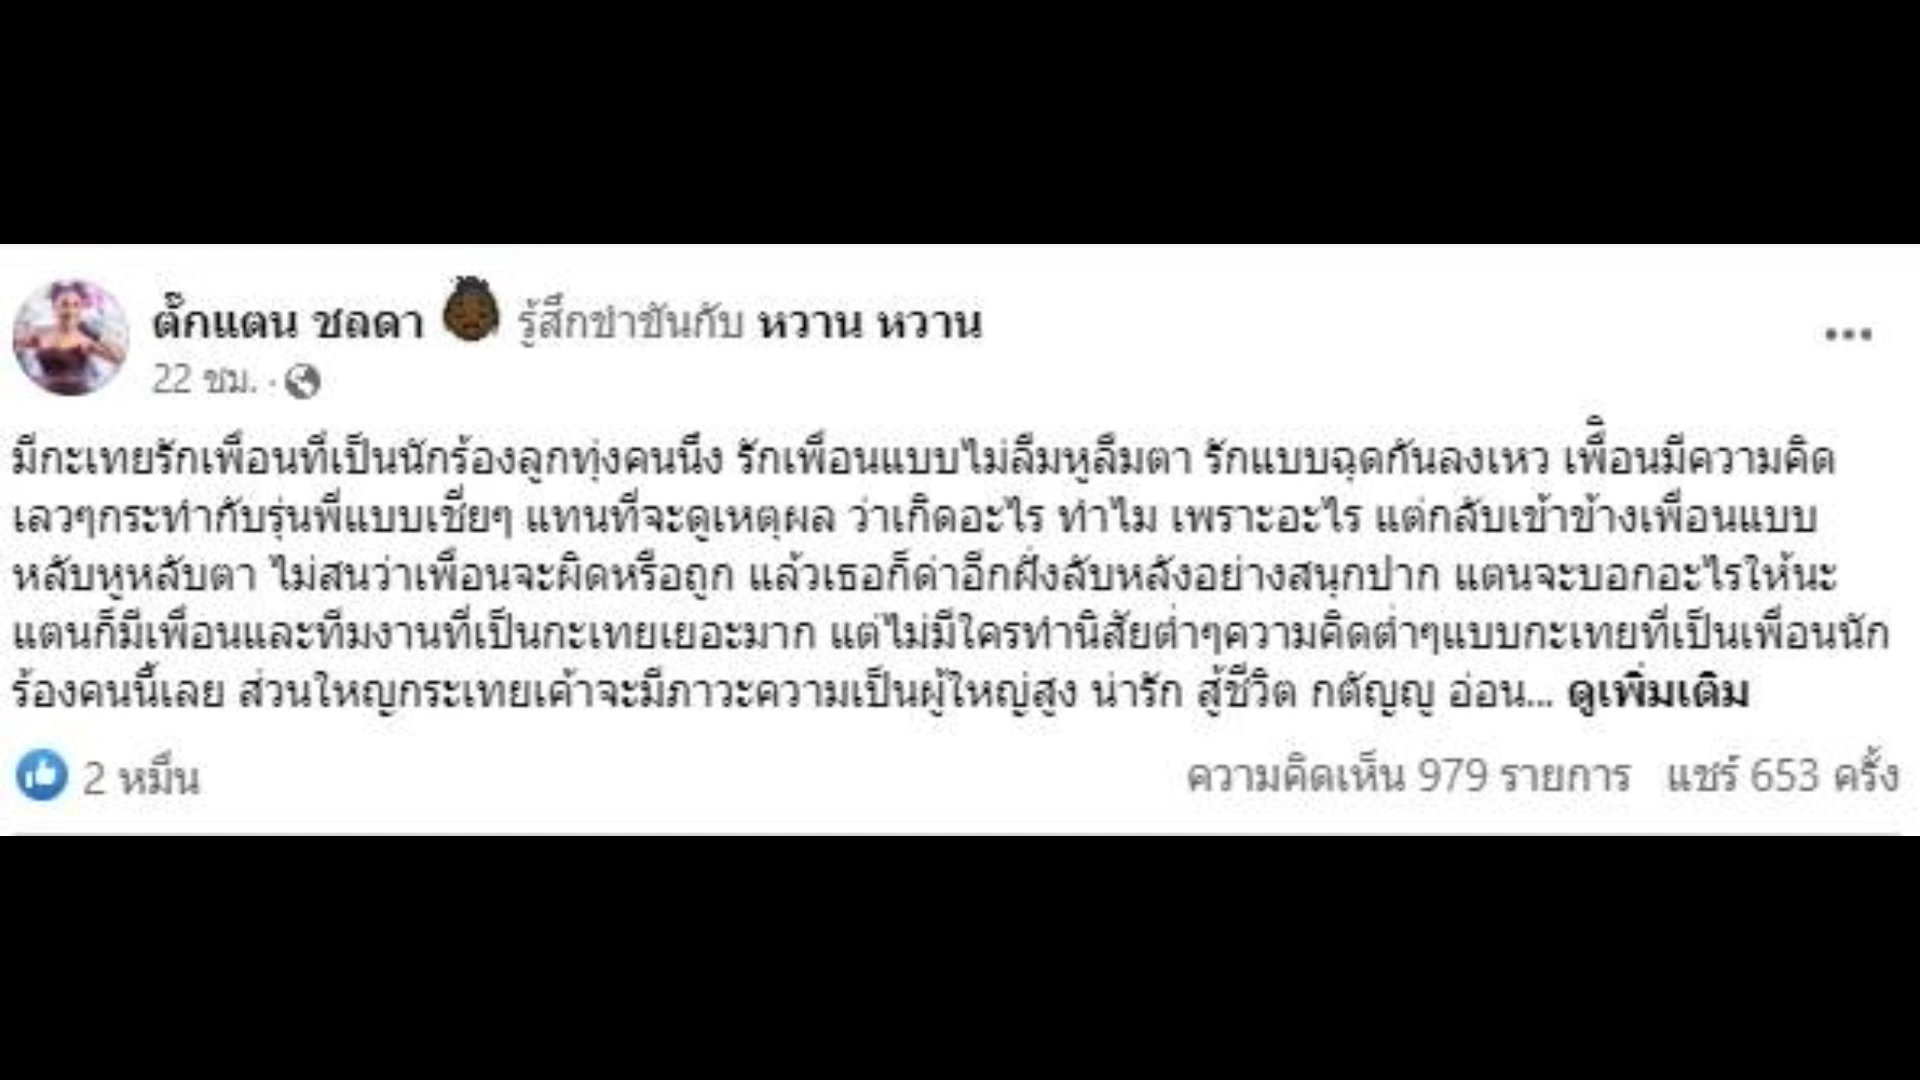 ตั๊กแตน ชลดา รู้สึกขำขันกับ หวาน หวาน
22 ชม. ·
มีกะเทยรักเพื่อนที่เป็นนักร้องลูกทุ่งคนนึง รักเพื่อนแบบไม่ลืมหูลืมตา รักแบบฉุดกันลงเหว เพื่ิอนมีความคิด
เลวๆกระทำกับรุ่นพี่แบบเชี่ยๆ แทนที่จะดูเหตุผล ว่าเกิดอะไร ทำไม เพราะอะไร แต่กลับเข้าข้างเพื่อนแบบ
หลับหูหลับตา ไม่สนว่าเพื่อนจะผิดหรือถูก แล้วเธอก็ด่าอีกฝั่งลับหลังอย่างสนุกปาก แตนจะบอกอะไรให้นะ
แตนก็มีเพื่อนและทีมงานที่เป็นกะเทยเยอะมาก แต่ไม่มีใครทำนิสัยต่ำๆความคิดต่ำๆแบบกะเทยที่เป็นเพื่อนนัก
ร้องคนนี้เลย ส่วนใหญ่กระเทยเค้าจะมีภาวะความเป็นผู้ใหญ่สูง น่ารัก สู้ชีวิต กตัญญู อ่อน... ดูเพิ่มเติม
2 หมื่น ความคิดเห็น 979 รายการ แชร์ 653 ครั้ง